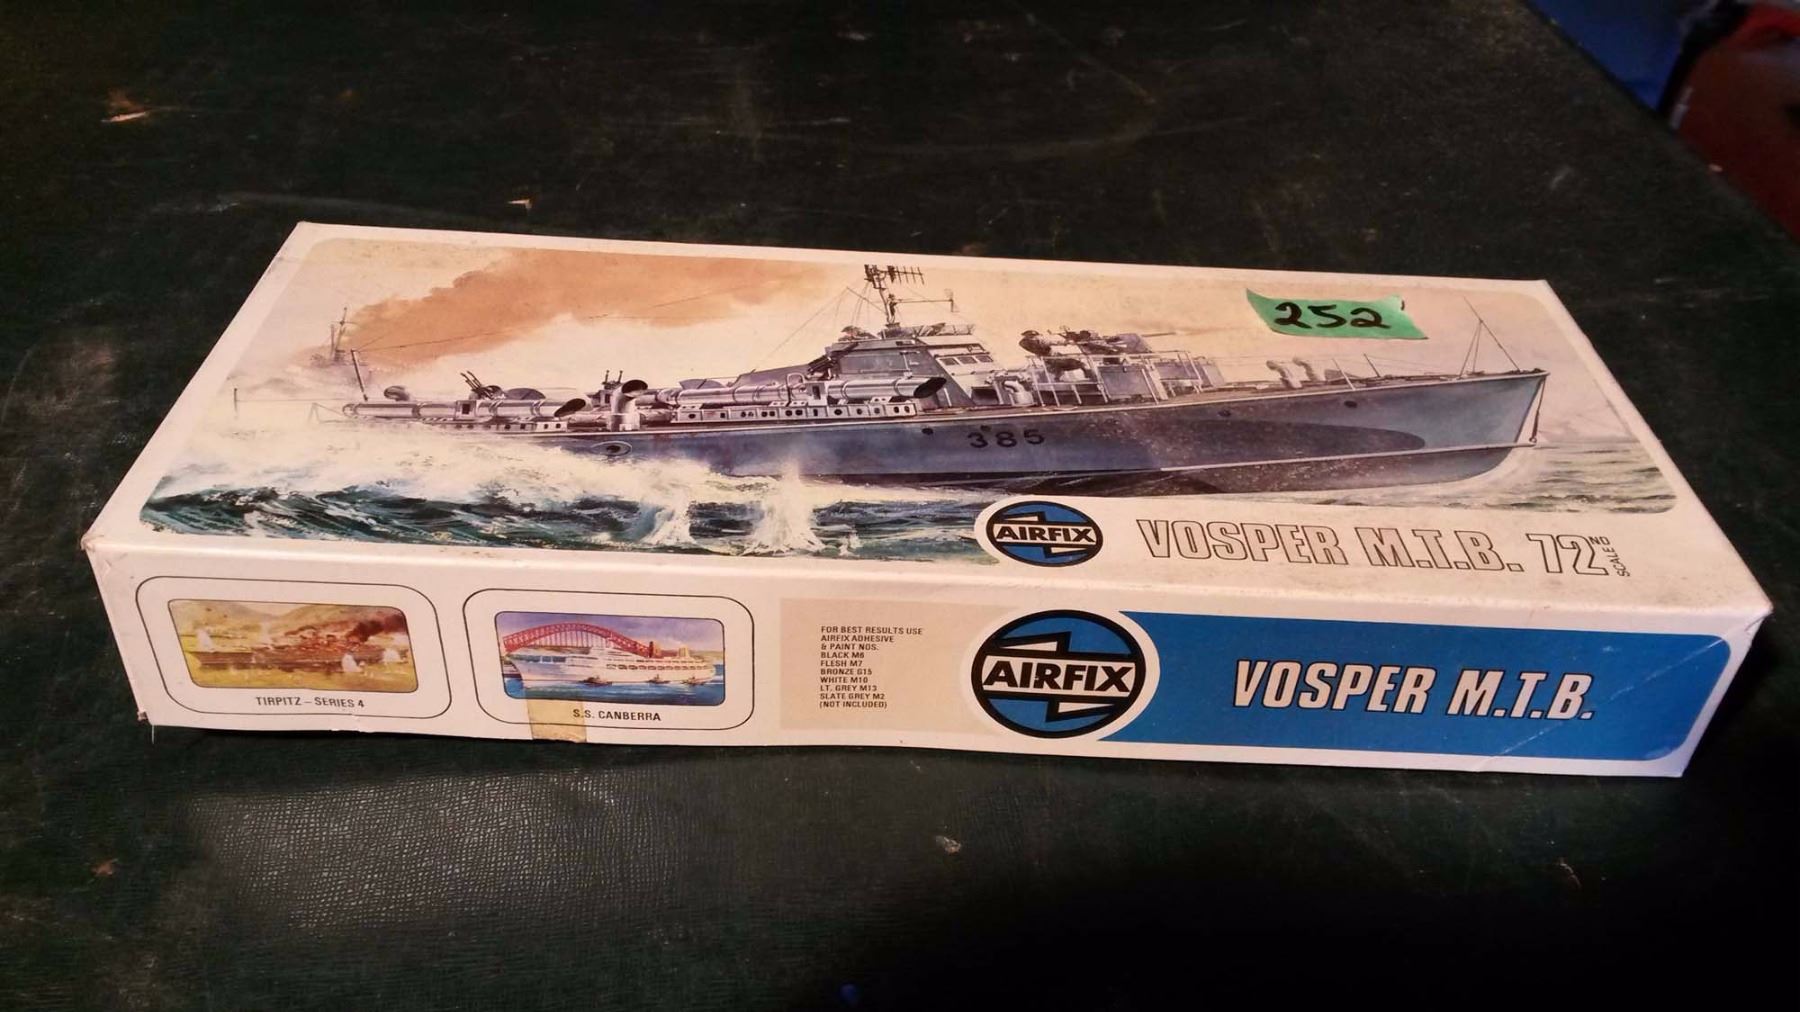 252
385
AIRFIX
VOSPER M.T.B. 72ND SCALE
TIRPITZ – SERIES 4
S.S. CANBERRA
FOR BEST RESULTS USE
AIRFIX ADHESIVE
& PAINT NOS.
BLACK M6
FLESH M7
BRONZE G15
WHITE M10
LT. GREY M13
SLATE GREY M2
(NOT INCLUDED)
AIRFIX
VOSPER M.T.B.